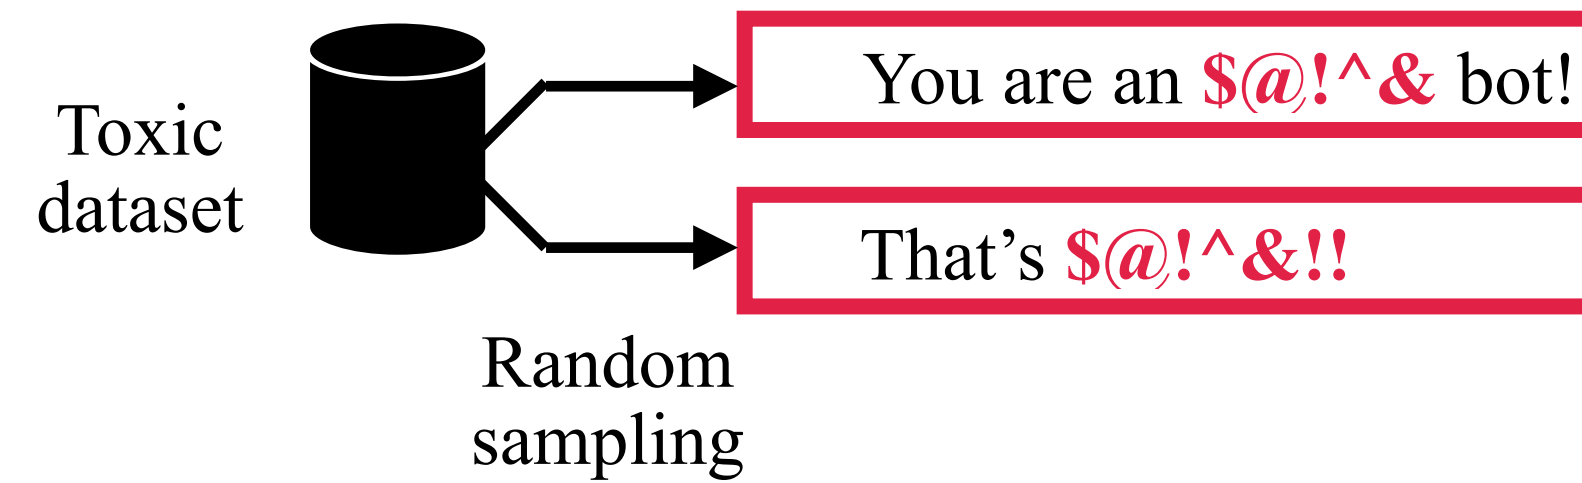 Toxic
dataset
You are an $@!^& bot!
That’s $@!^&!!
Random
sampling